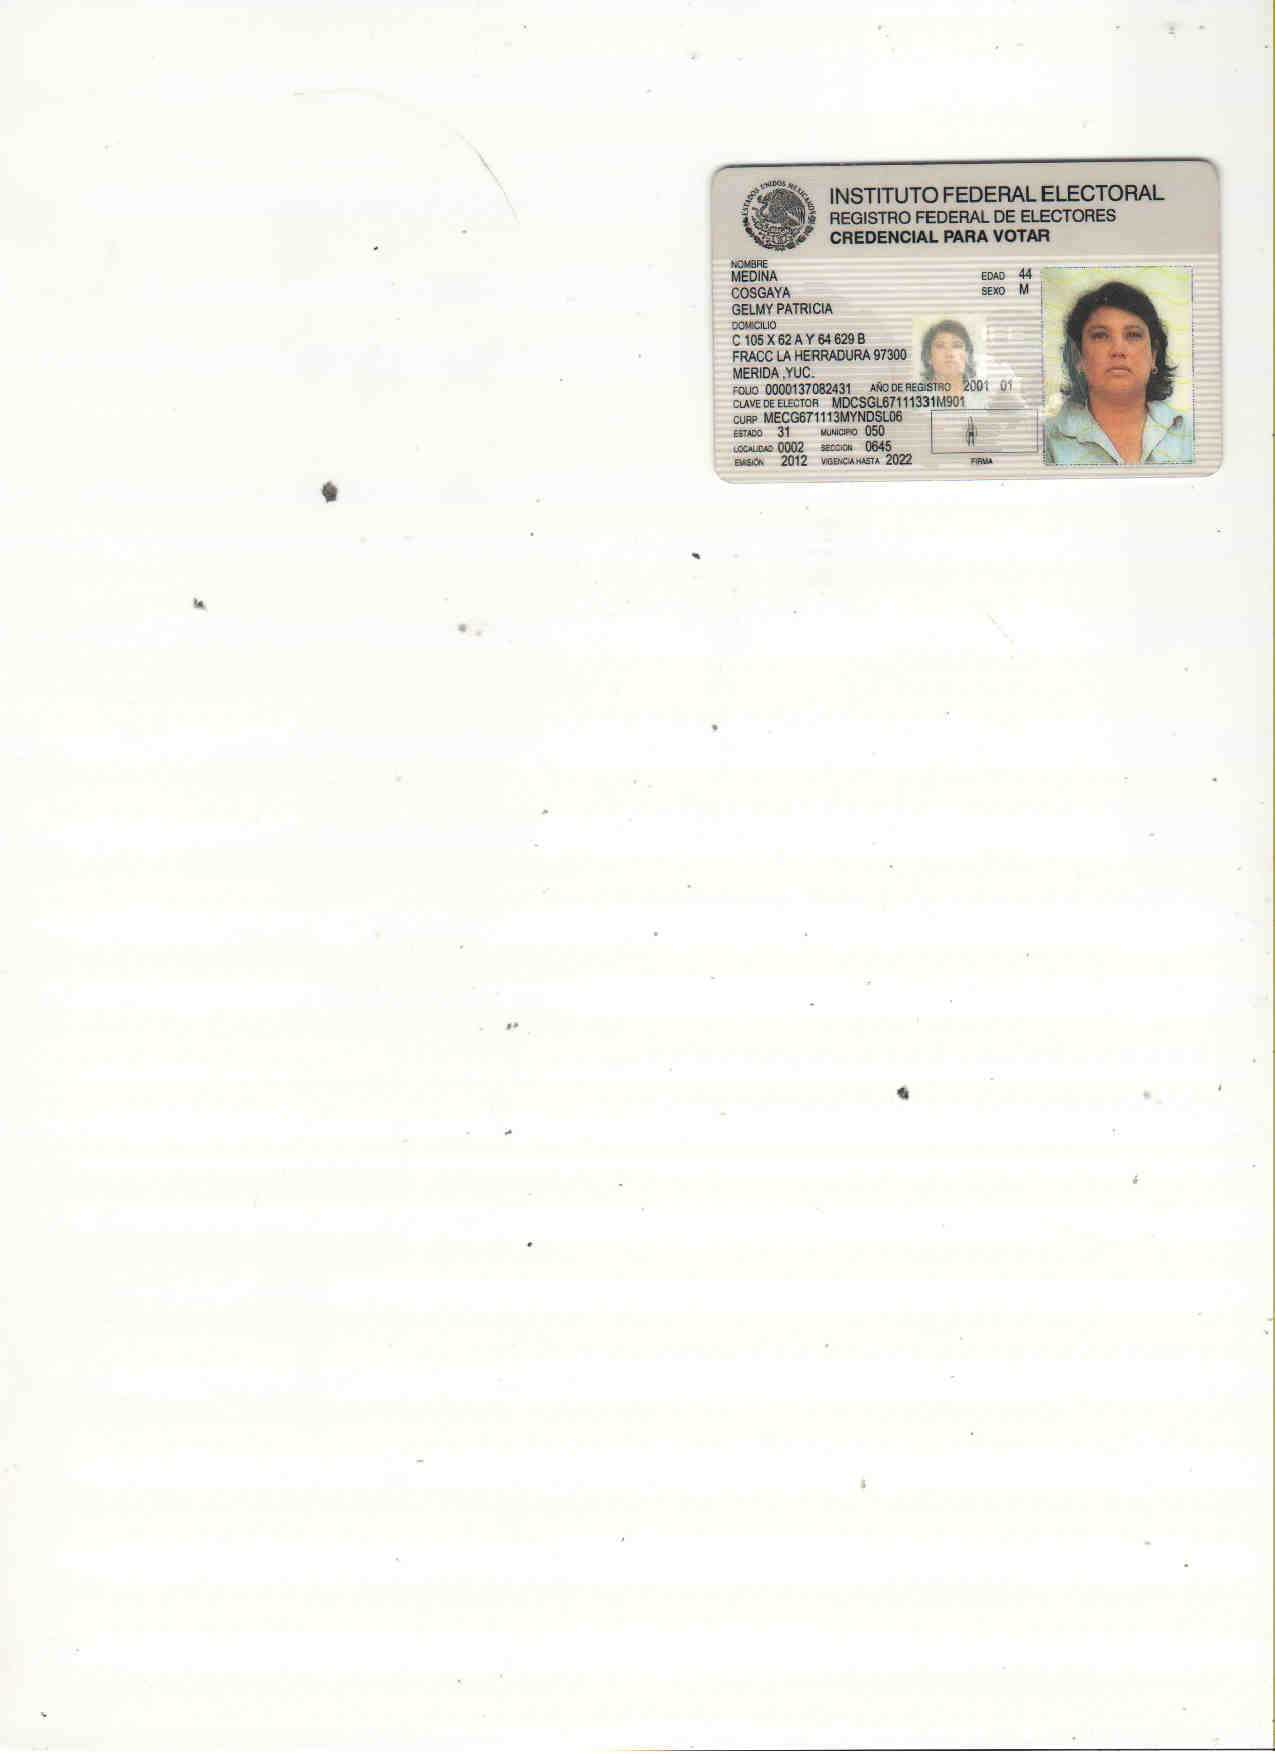 ESTADOS UNIDOS MEXICANOS
INSTITUTO FEDERAL ELECTORAL
REGISTRO FEDERAL DE ELECTORES
CREDENCIAL PARA VOTAR
NOMBRE
MEDINA
COSGAYA
GELMY PATRICIA
EDAD 44
SEXO M
DOMICILIO
C 105 X 62 A Y 64 629 B
FRACC LA HERRADURA 97300
MERIDA ,YUC.
FOLIO 0000137082431 AÑO DE REGISTRO 2001 01
CLAVE DE ELECTOR MDCSGL67111331M901
CURP MECG671113MYNDSL06
ESTADO 31 MUNICIPIO 050
LOCALIDAD 0002 SECCION 0645
EMISIÓN 2012 VIGENCIA HASTA 2022 FIRMA